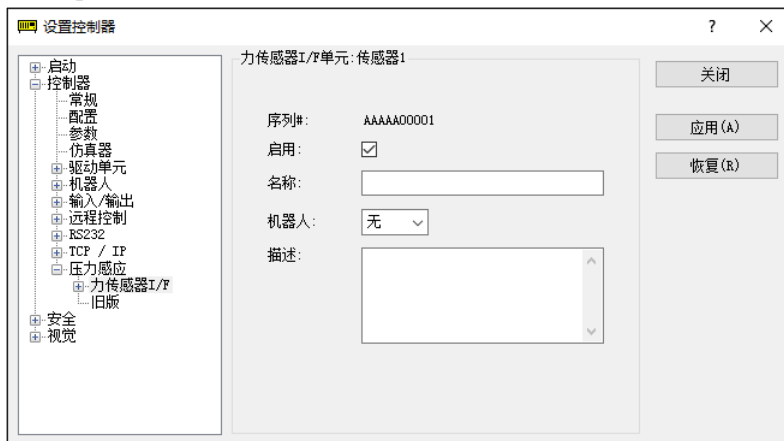 设置控制器
?
启动
控制器
常规
配置
参数
仿真器
驱动单元
机器人
输入/输出
远程控制
RS232
TCP / IP
压力感应
力传感器I/F
旧版
安全
视觉
力传感器I/F单元:传感器1
序列#: AAAAA00001
启用:
名称:
机器人: 无
描述:
关闭
应用(A)
恢复(R)